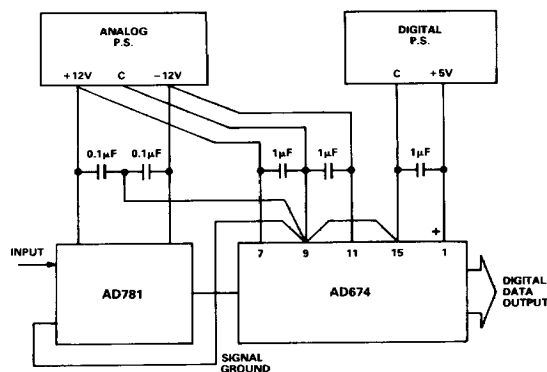 ANALOG
P.S.
+12V C −12V
DIGITAL
P.S.
C +5V
0.1µF 0.1µF
1µF 1µF
1µF
INPUT
7 9 11 15 1
+
AD781
AD674
DIGITAL
DATA
OUTPUT
SIGNAL
GROUND